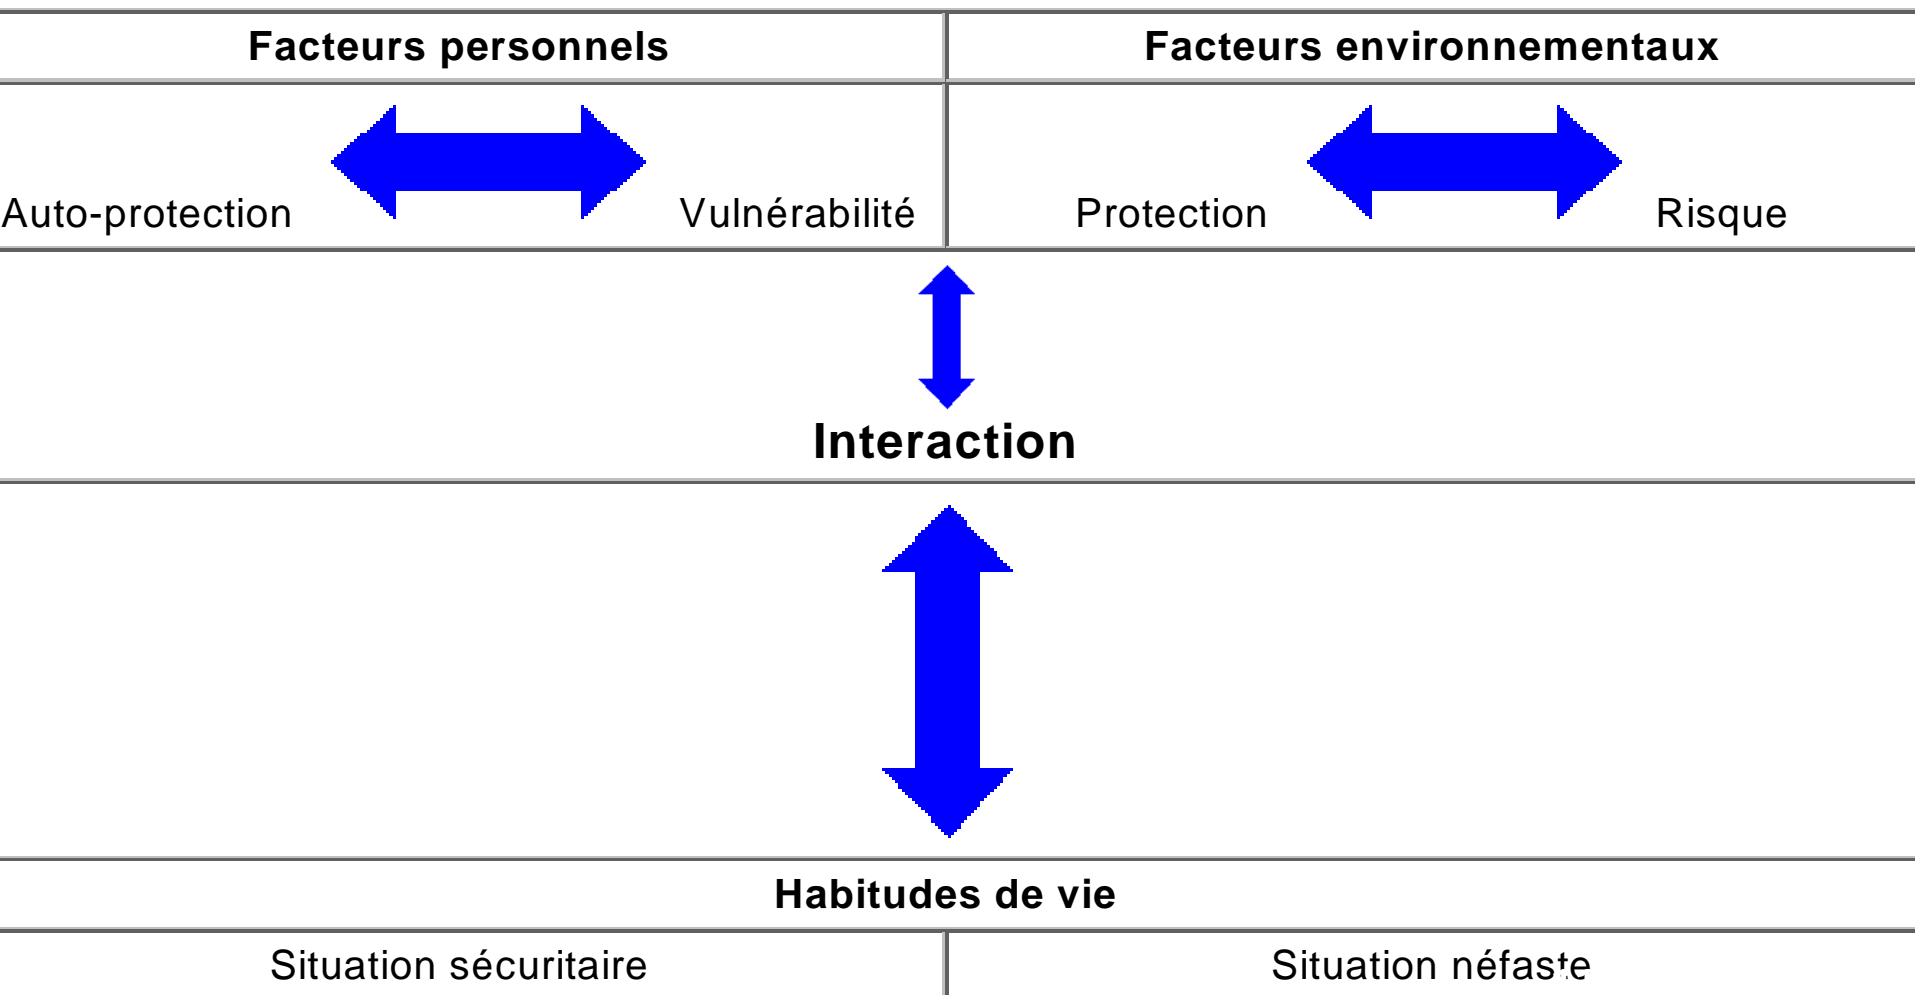 Facteurs personnels Facteurs environnementaux
Auto-protection Vulnérabilité Protection Risque
Interaction
Habitudes de vie
Situation sécuritaire Situation néfaste